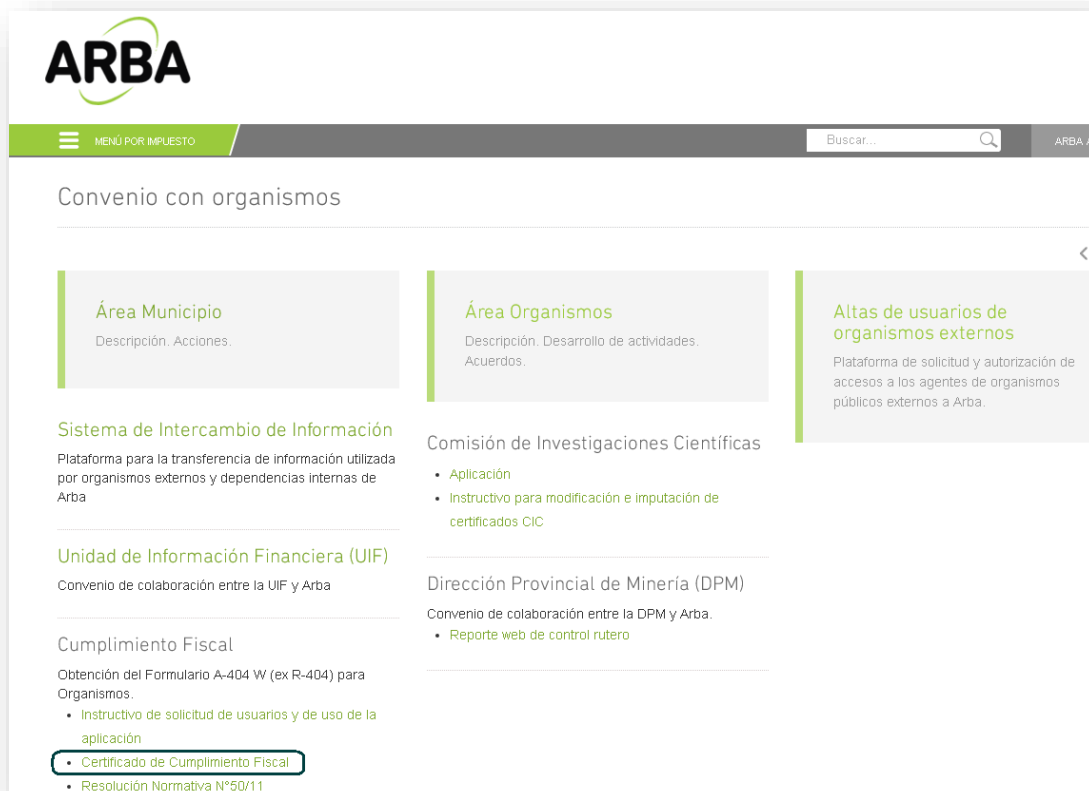 ARBA
MENÚ POR IMPUESTO
Buscar...
ARBA
Convenio con organismos
<
Área Municipio
Descripción. Acciones.
Sistema de Intercambio de Información
Plataforma para la transferencia de información utilizada
por organismos externos y dependencias internas de
Arba
Unidad de Información Financiera (UIF)
Convenio de colaboración entre la UIF y Arba
Cumplimiento Fiscal
Obtención del Formulario A-404 W (ex R-404) para
Organismos.
• Instructivo de solicitud de usuarios y de uso de la
aplicación
• Certificado de Cumplimiento Fiscal
• Resolución Normativa N°50/11
Área Organismos
Descripción. Desarrollo de actividades.
Acuerdos.
Comisión de Investigaciones Científicas
• Aplicación
• Instructivo para modificación e imputación de
certificados CIC
Dirección Provincial de Minería (DPM)
Convenio de colaboración entre la DPM y Arba.
• Reporte web de control rutero
Altas de usuarios de
organismos externos
Plataforma de solicitud y autorización de
accesos a los agentes de organismos
públicos externos a Arba.